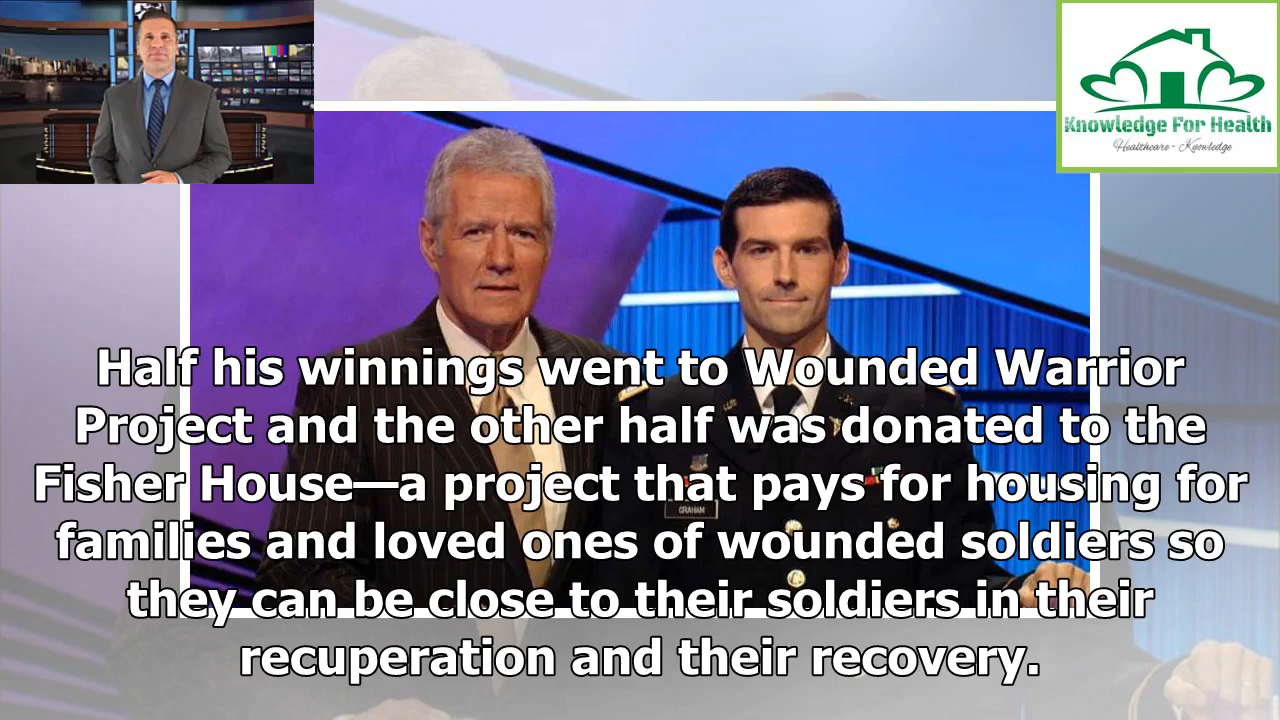 Knowledge For Health
Healthcare - Knowledge
Half his winnings went to Wounded Warrior
Project and the other half was donated to the
Fisher House—a project that pays for housing for
families and loved ones of wounded soldiers so
they can be close to their soldiers in their
recuperation and their recovery.
GRAHAM